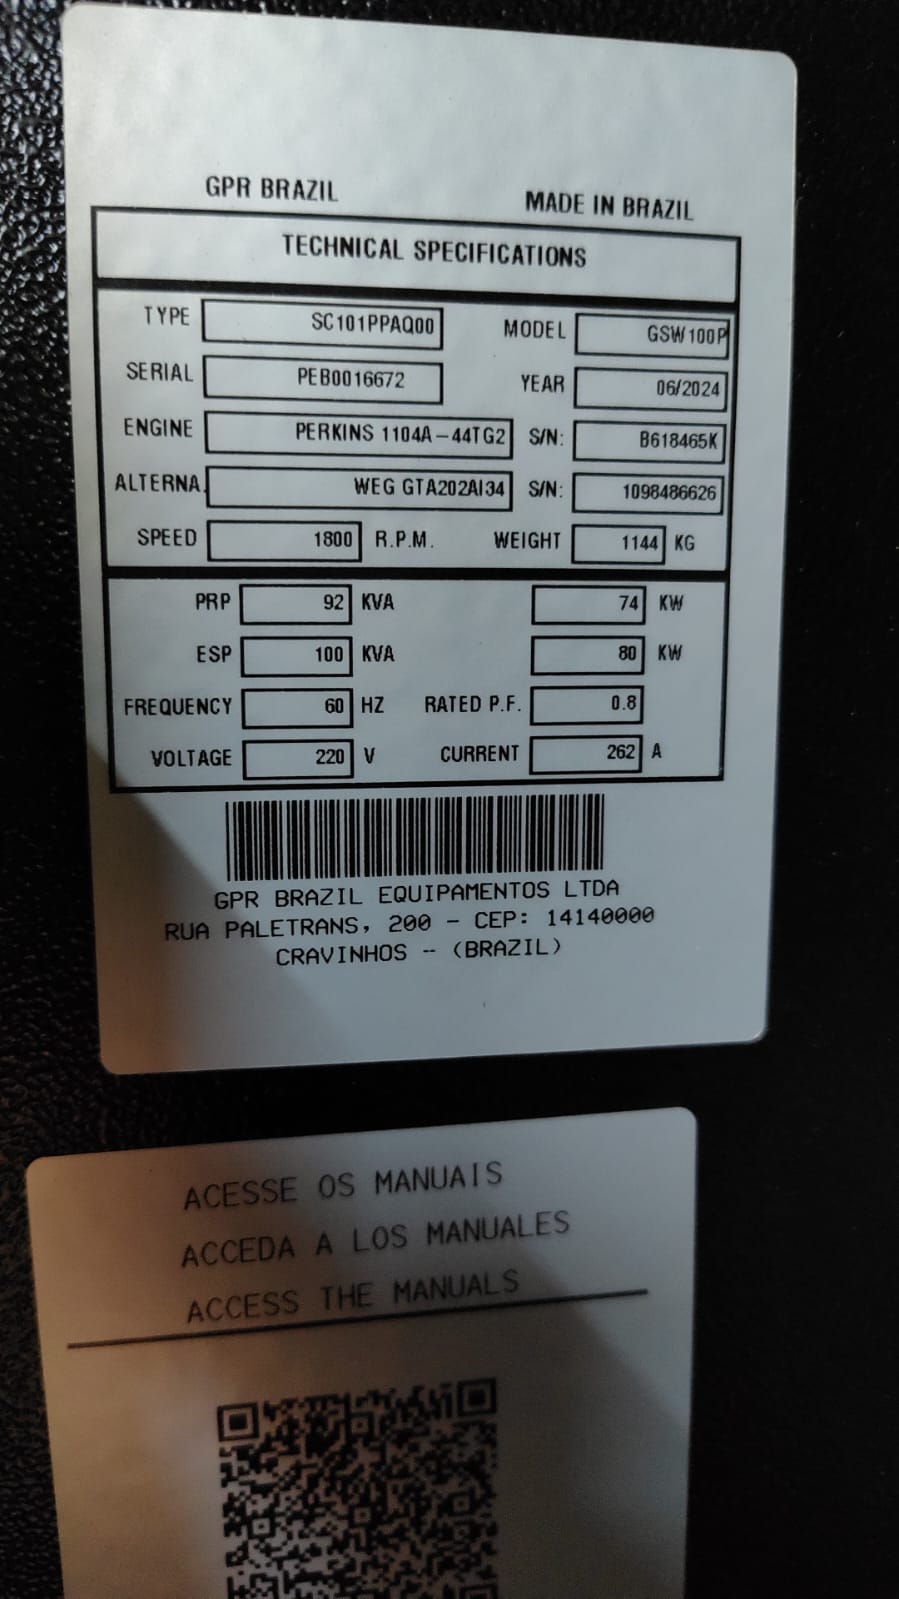 GPR BRAZIL MADE IN BRAZIL
TECHNICAL SPECIFICATIONS
TYPE SC101PPAQ00 MODEL GSW100P
SERIAL PEB0016672 YEAR 06/2024
ENGINE PERKINS 1104A-44TG2 S/N: B618465K
ALTERNA. WEG GTA202AI34 S/N: 1098486626
SPEED 1800 R.P.M. WEIGHT 1144 KG
PRP 92 KVA 74 KW
ESP 100 KVA 80 KW
FREQUENCY 60 HZ RATED P.F. 0.8
VOLTAGE 220 V CURRENT 262 A
GPR BRAZIL EQUIPAMENTOS LTDA
RUA PALETRANS, 200 - CEP: 14140000
CRAVINHOS -- (BRAZIL)
ACESSE OS MANUAIS
ACCEDA A LOS MANUALES
ACCESS THE MANUALS